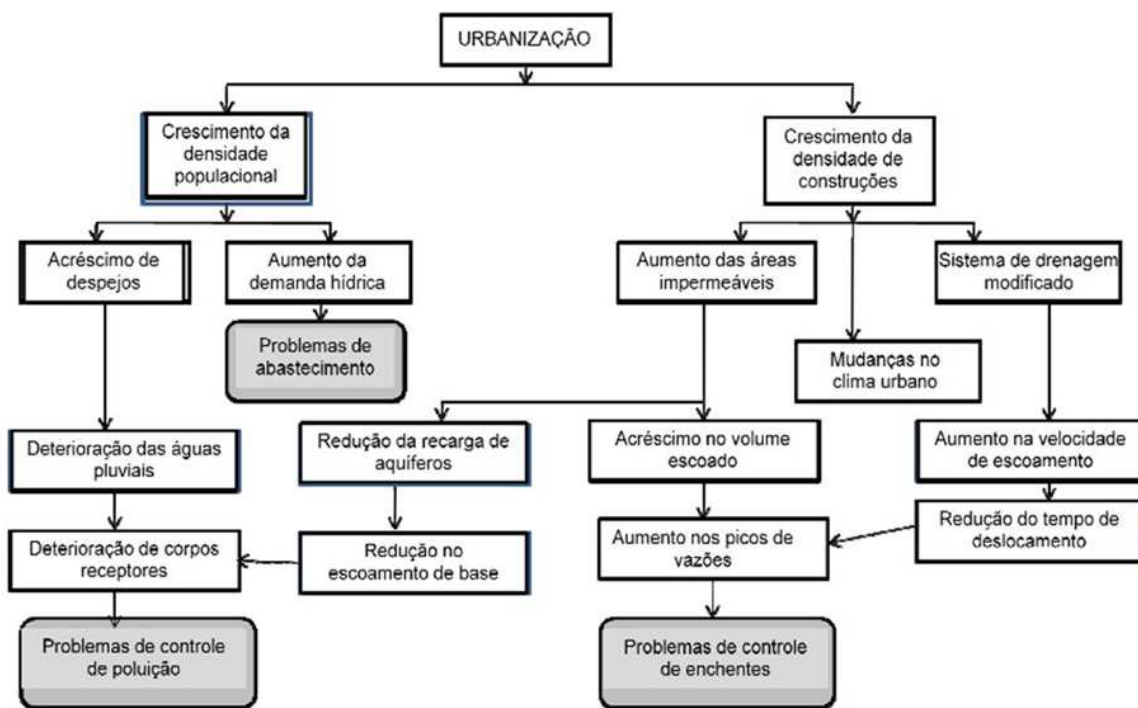 URBANIZAÇÃO
Crescimento da
densidade
populacional
Crescimento da
densidade de
construções
Acréscimo de
despejos
Aumento da
demanda hídrica
Aumento das áreas
impermeáveis
Sistema de drenagem
modificado
Problemas de
abastecimento
Mudanças no
clima urbano
Deterioração das águas
pluviais
Redução da recarga de
aquíferos
Acréscimo no volume
escoado
Aumento na velocidade
de escoamento
Deterioração de corpos
receptores
Redução no
escoamento de base
Aumento nos picos de
vazões
Redução do tempo de
deslocamento
Problemas de controle
de poluição
Problemas de controle
de enchentes